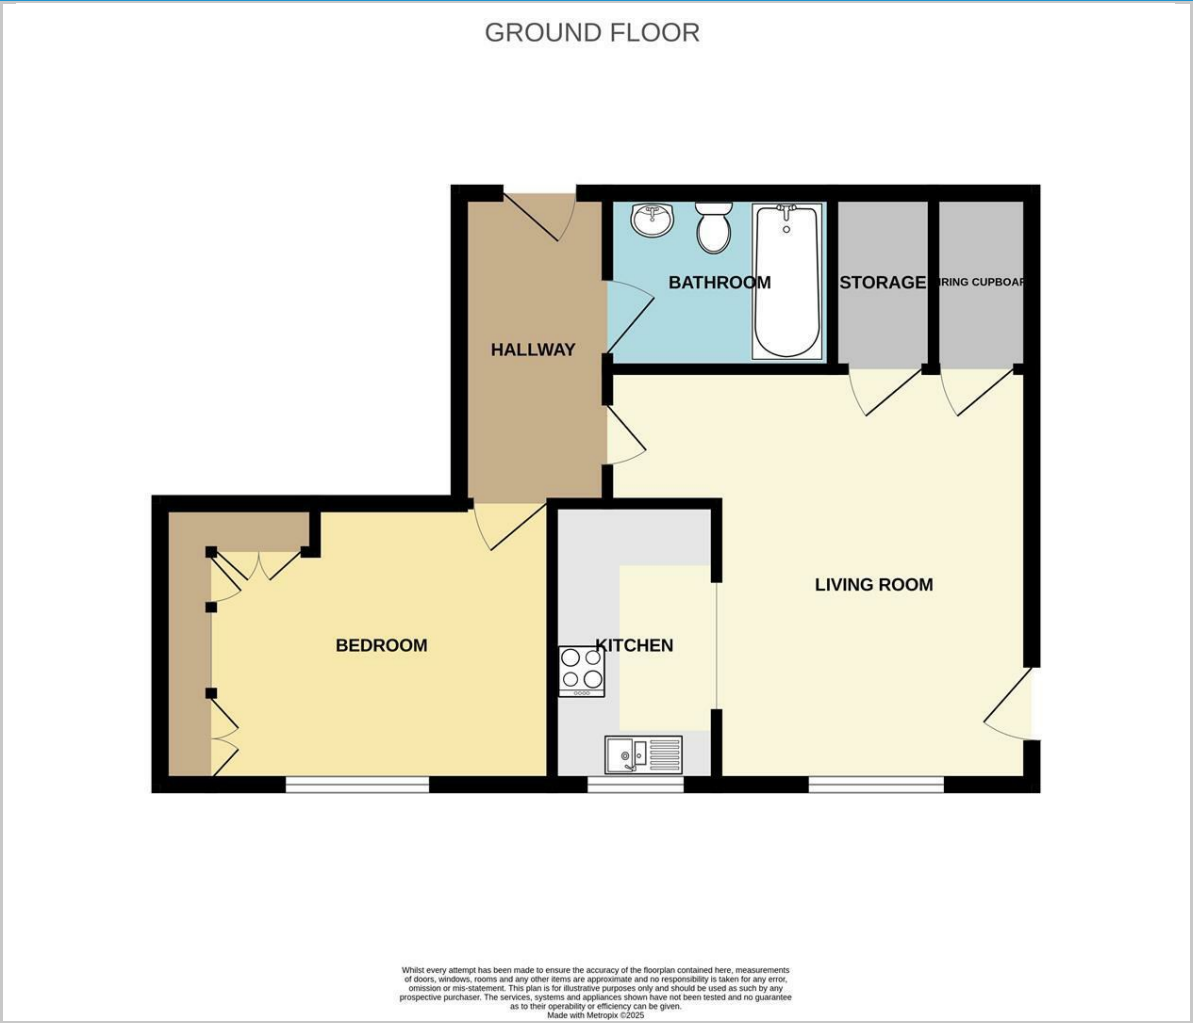 GROUND FLOOR
BATHROOM
STORAGE
IRING CUPBOAR
HALLWAY
LIVING ROOM
BEDROOM
KITCHEN
Whilst every attempt has been made to ensure the accuracy of the floorplan contained here, measurements
of doors, windows, rooms and any other items are approximate and no responsibility is taken for any error,
omission or mis-statement. This plan is for illustrative purposes only and should be used as such by any
prospective purchaser. The services, systems and appliances shown have not been tested and no guarantee
as to their operability or efficiency can be given.
Made with Metropix ©2025